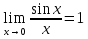 lim x→0 sin x / x = 1